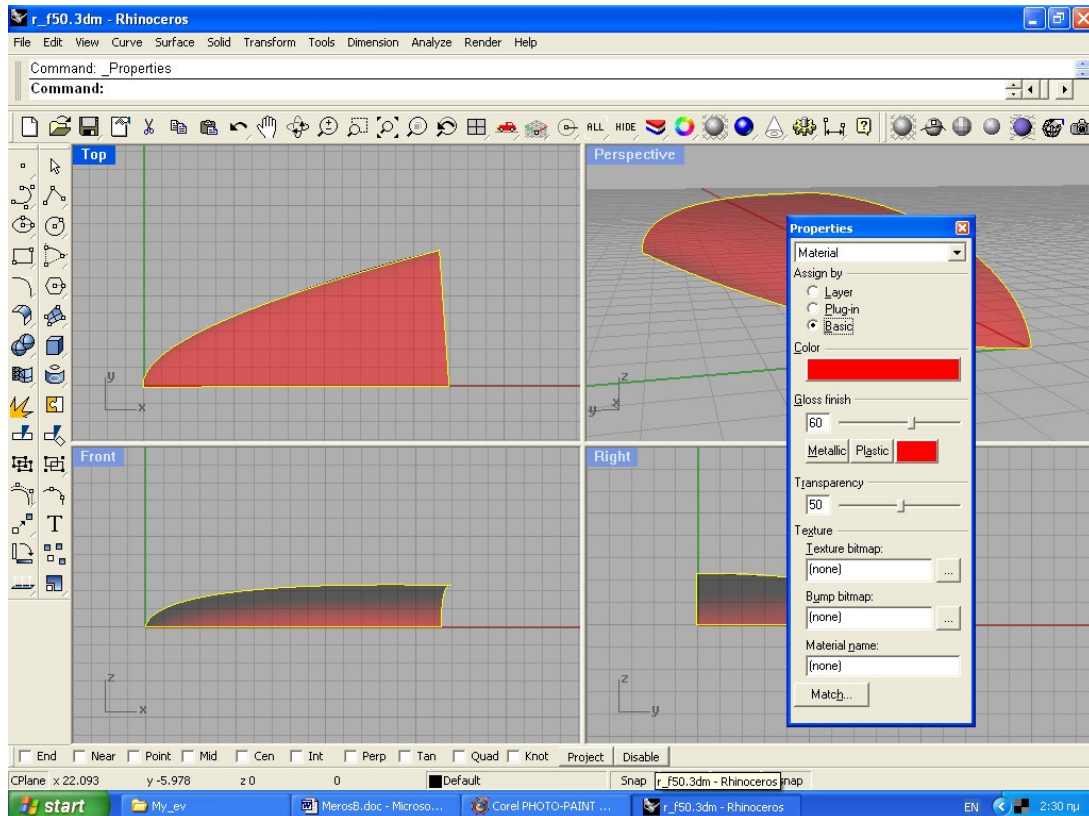 r_f50.3dm - Rhinoceros
File Edit View Curve Surface Solid Transform Tools Dimension Analyze Render Help
Command: _Properties
Command:
ALL HIDE
Top
Perspective
y
x
z
y
x
Front
Right
z
x
z
y
T
Properties
Material
Assign by
Layer
Plug-in
Basic
Color
Gloss finish
60
Metallic Plastic
Transparency
50
Texture
Texture bitmap:
(none) ...
Bump bitmap:
(none) ...
Material name:
(none)
Match...
End Near Point Mid Cen Int Perp Tan Quad Knot Project Disable
CPlane x 22.093 y -5.978 z 0 0 Default Snap r_f50.3dm - Rhinoceros snap
start My_ev MerosB.doc - Microso... Corel PHOTO-PAINT ... r_f50.3dm - Rhinoceros EN 2:30 πμ